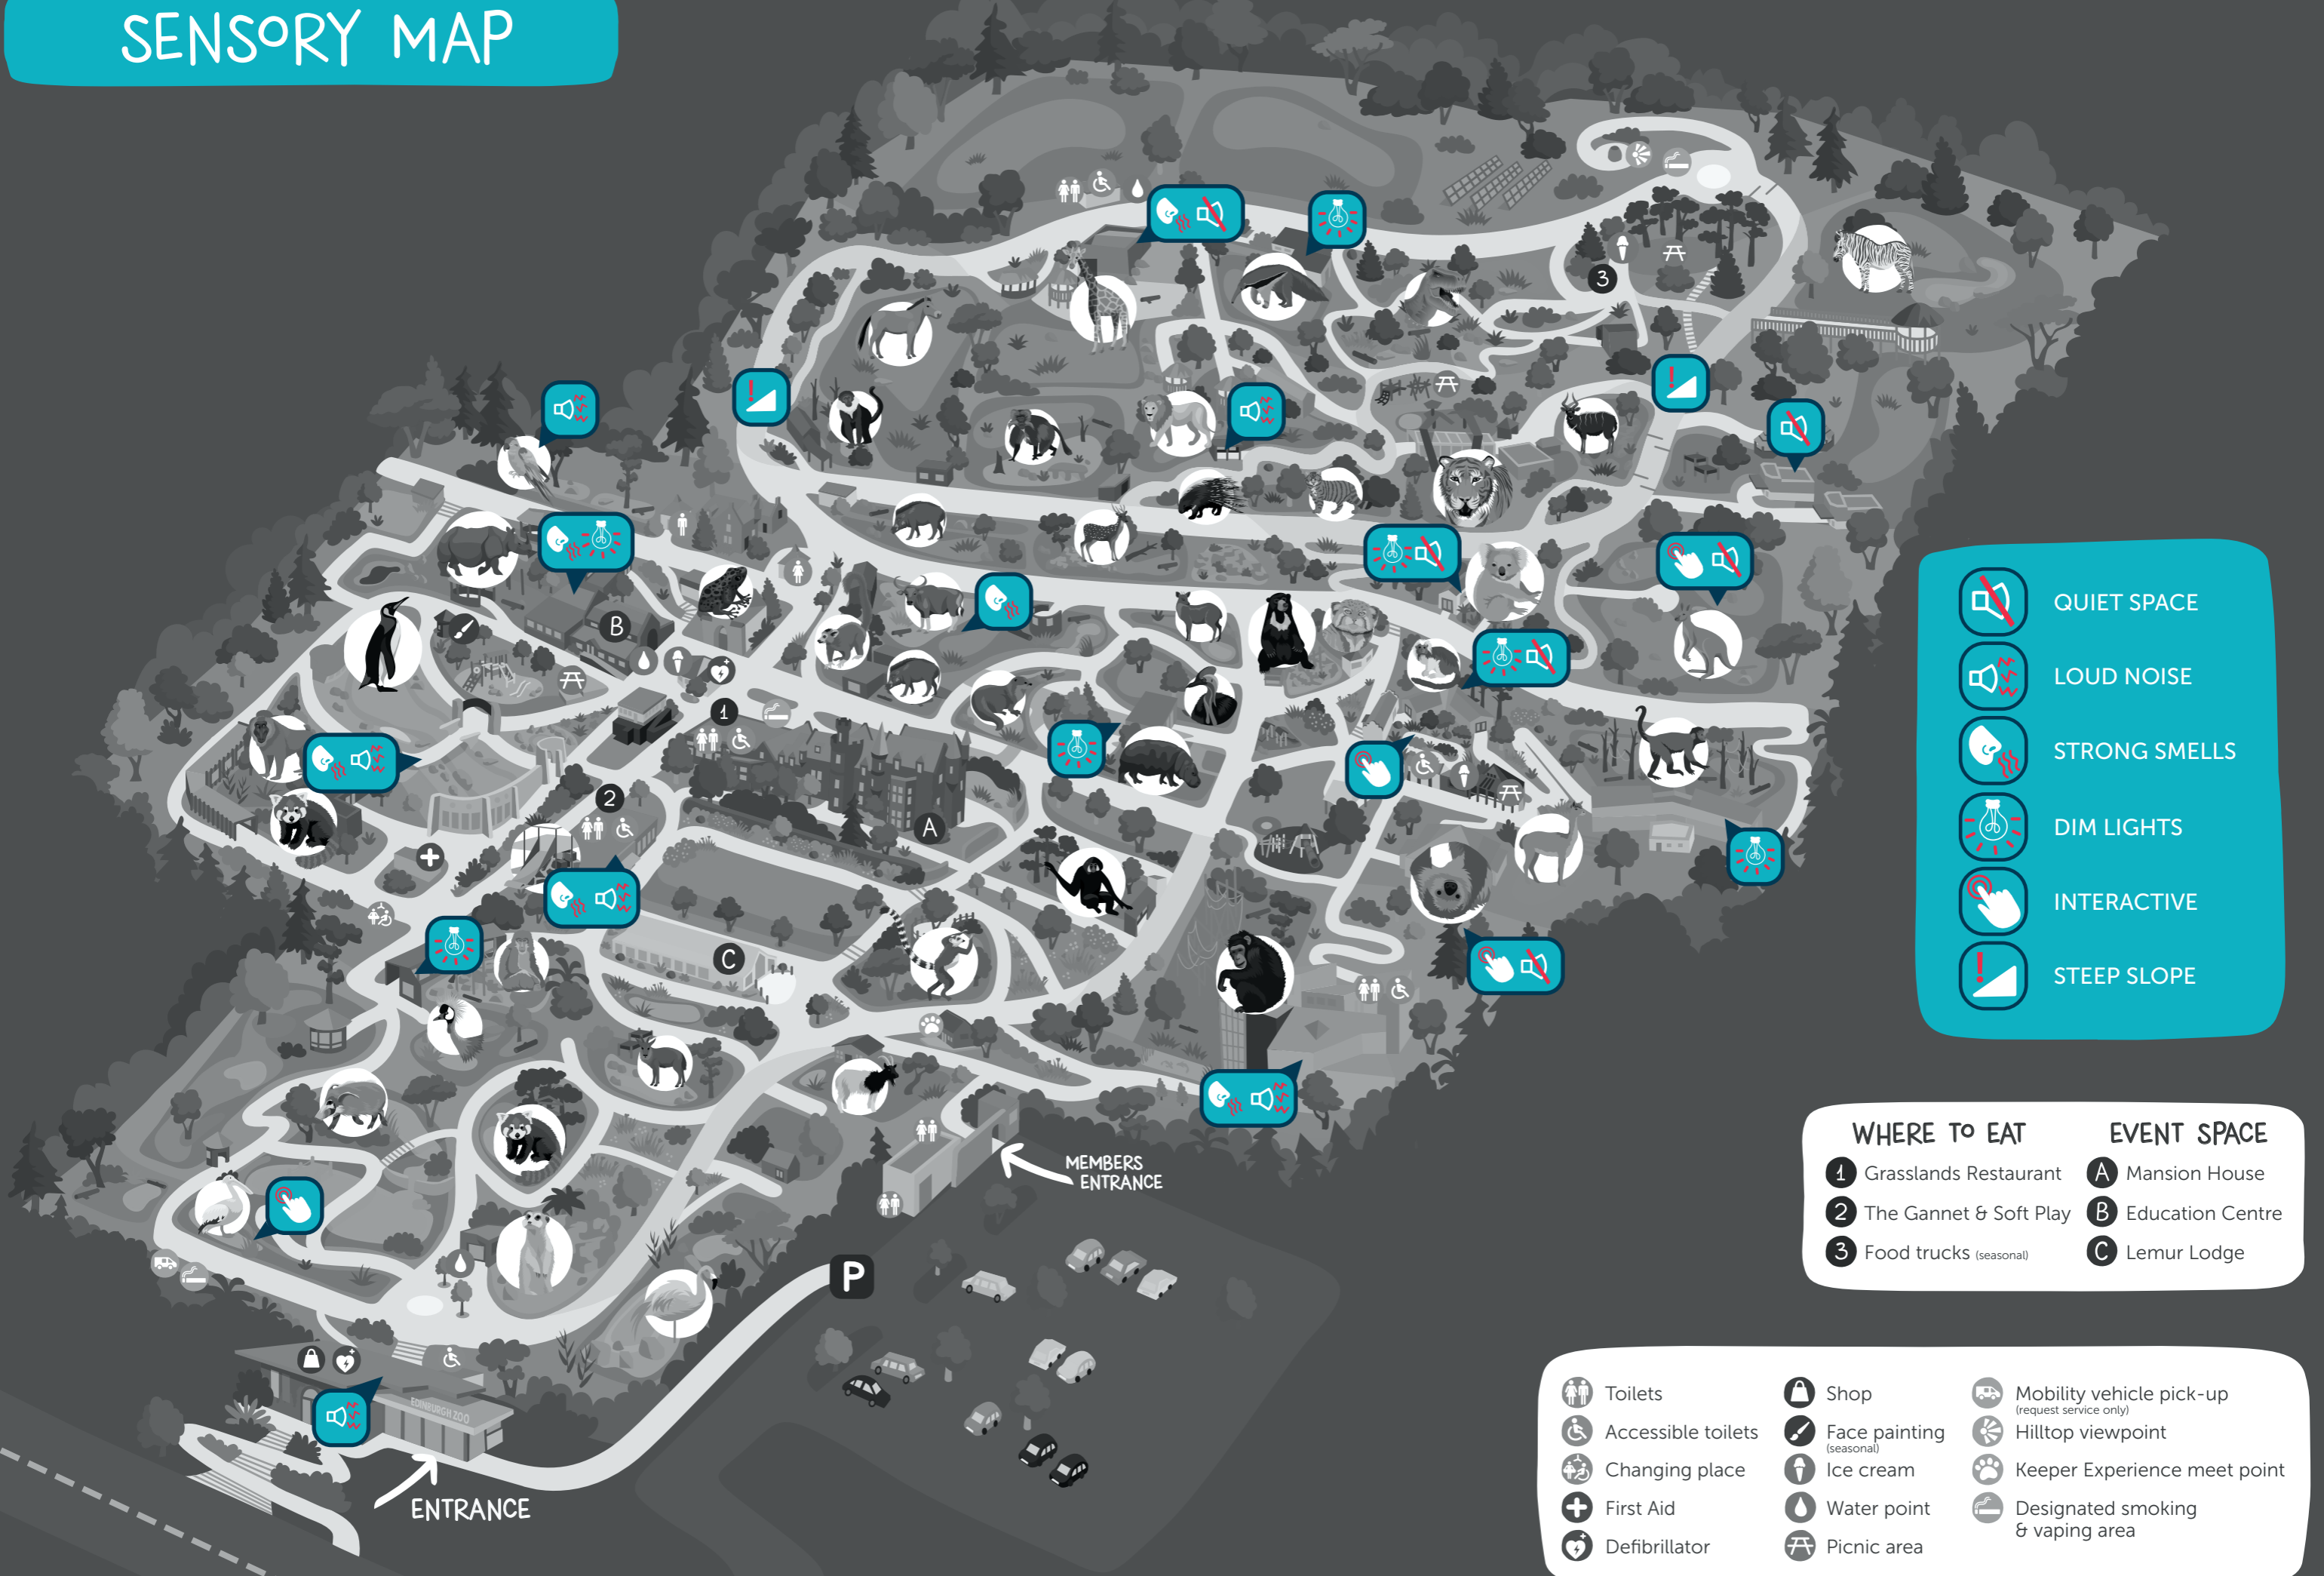 SENSORY MAP
3
B
1
2
A
C
MEMBERS
ENTRANCE
P
EDINBURGH ZOO
ENTRANCE
QUIET SPACE
LOUD NOISE
STRONG SMELLS
DIM LIGHTS
INTERACTIVE
STEEP SLOPE
WHERE TO EAT
1 Grasslands Restaurant
2 The Gannet & Soft Play
3 Food trucks (seasonal)
EVENT SPACE
A Mansion House
B Education Centre
C Lemur Lodge
Toilets
Accessible toilets
Changing place
First Aid
Defibrillator
Shop
Face painting
(seasonal)
Ice cream
Water point
Picnic area
Mobility vehicle pick-up
(request service only)
Hilltop viewpoint
Keeper Experience meet point
Designated smoking
& vaping area